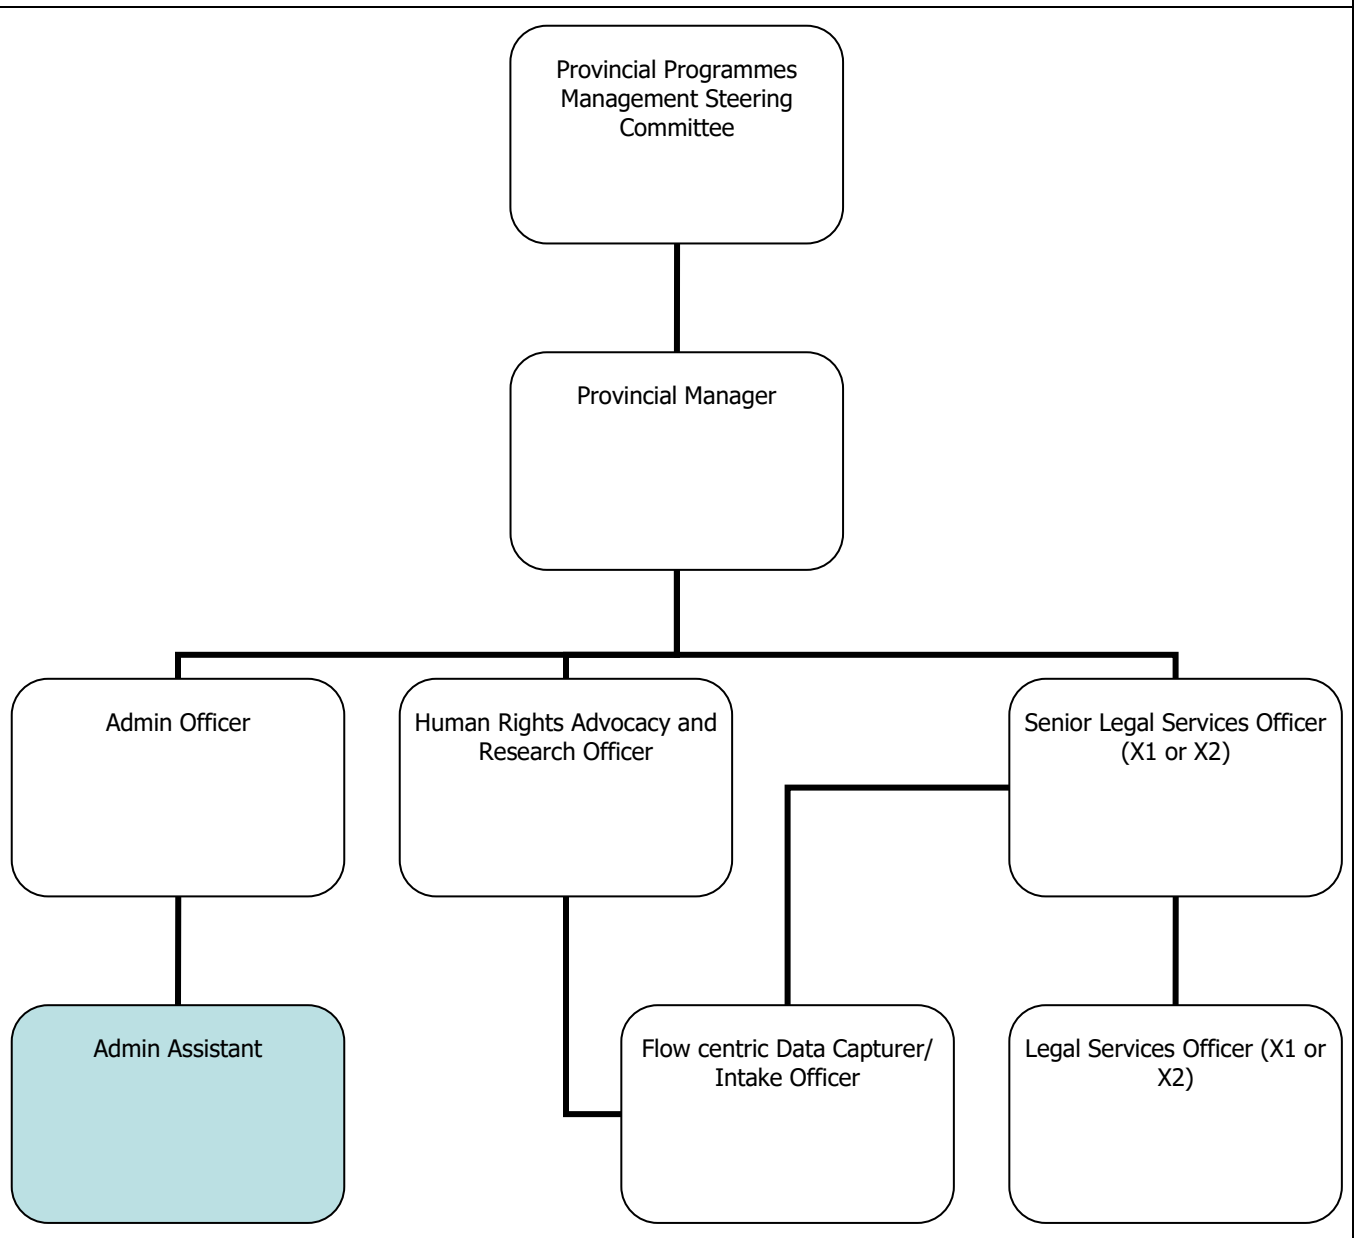 Provincial Programmes
Management Steering
Committee
Provincial Manager
Admin Officer
Human Rights Advocacy and
Research Officer
Senior Legal Services Officer
(X1 or X2)
Admin Assistant
Flow centric Data Capturer/
Intake Officer
Legal Services Officer (X1 or
X2)